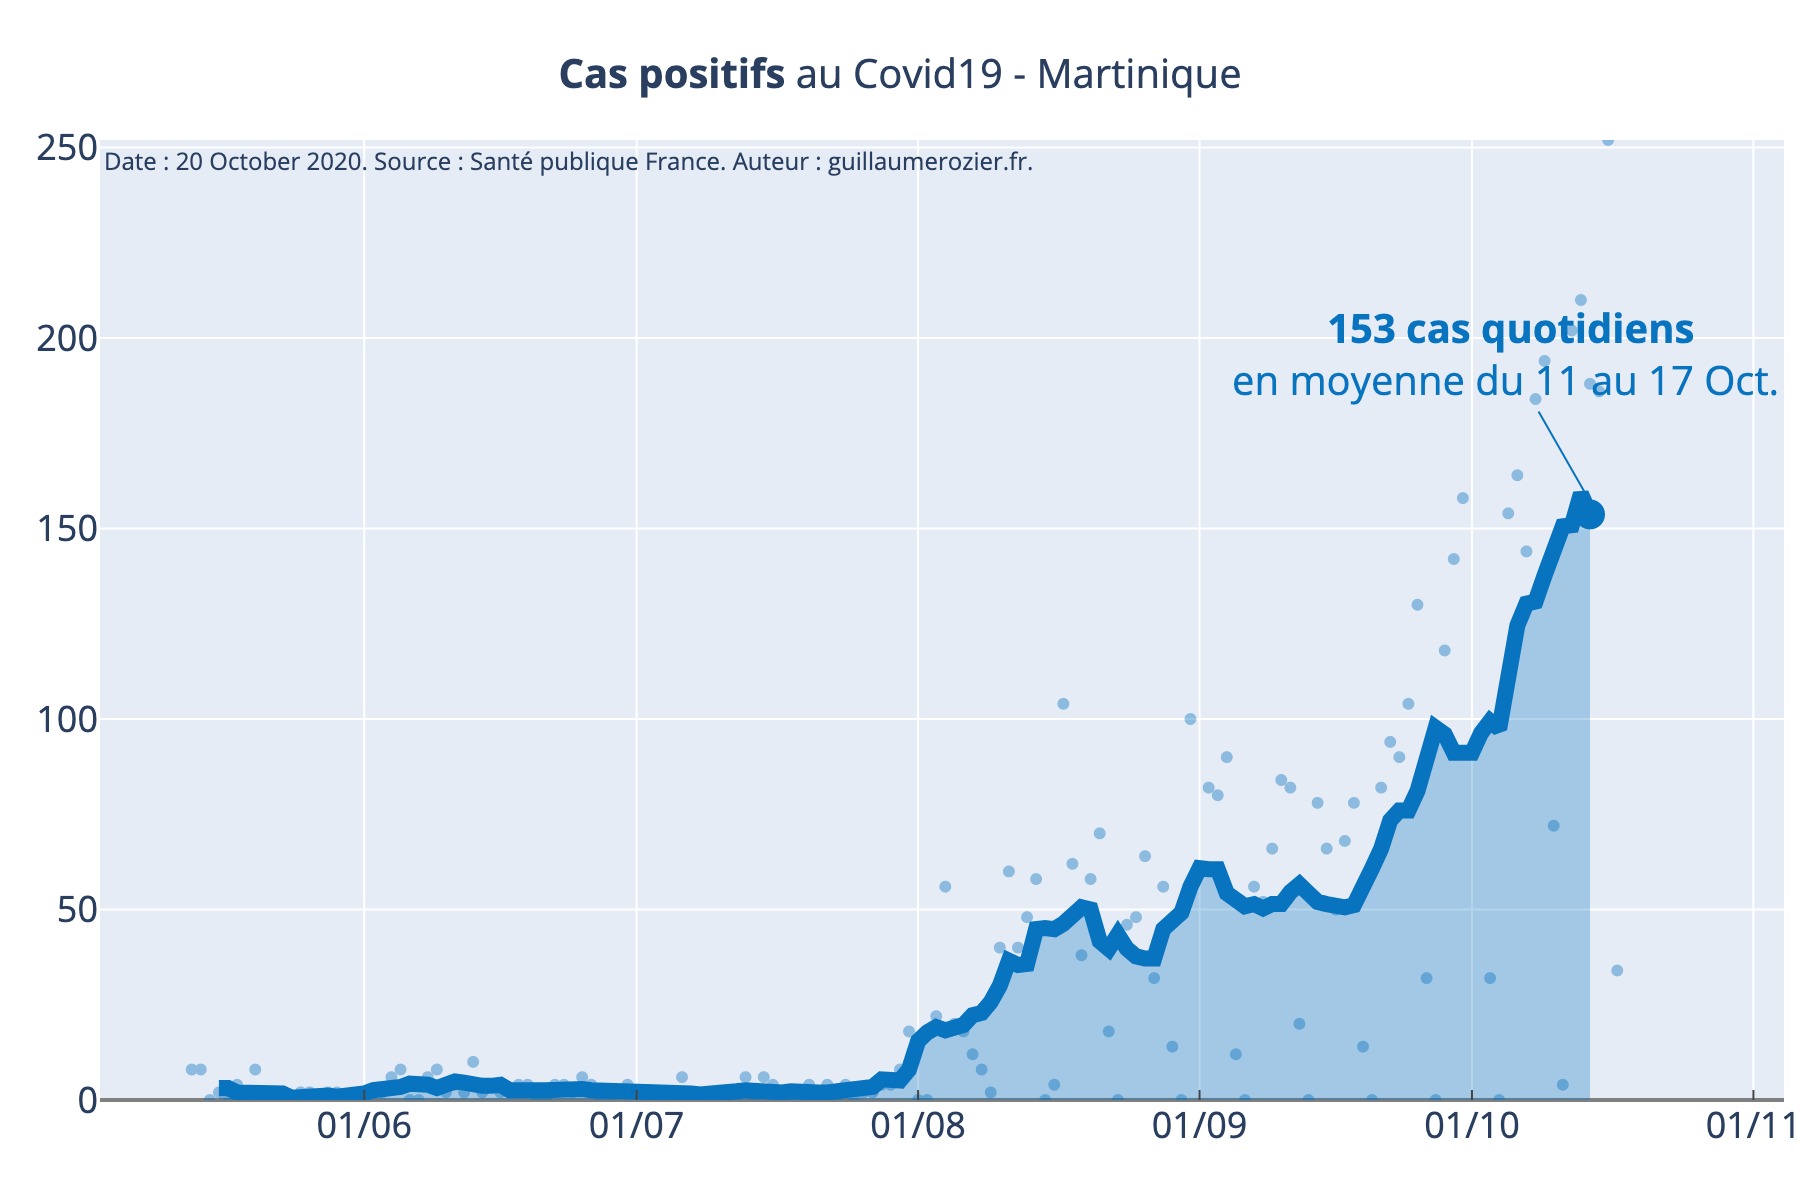 Cas positifs au Covid19 - Martinique
250
Date : 20 October 2020. Source : Santé publique France. Auteur : guillaumerozier.fr.
200
153 cas quotidiens
en moyenne du 11 au 17 Oct.
150
100
50
0
01/06 01/07 01/08 01/09 01/10 01/11